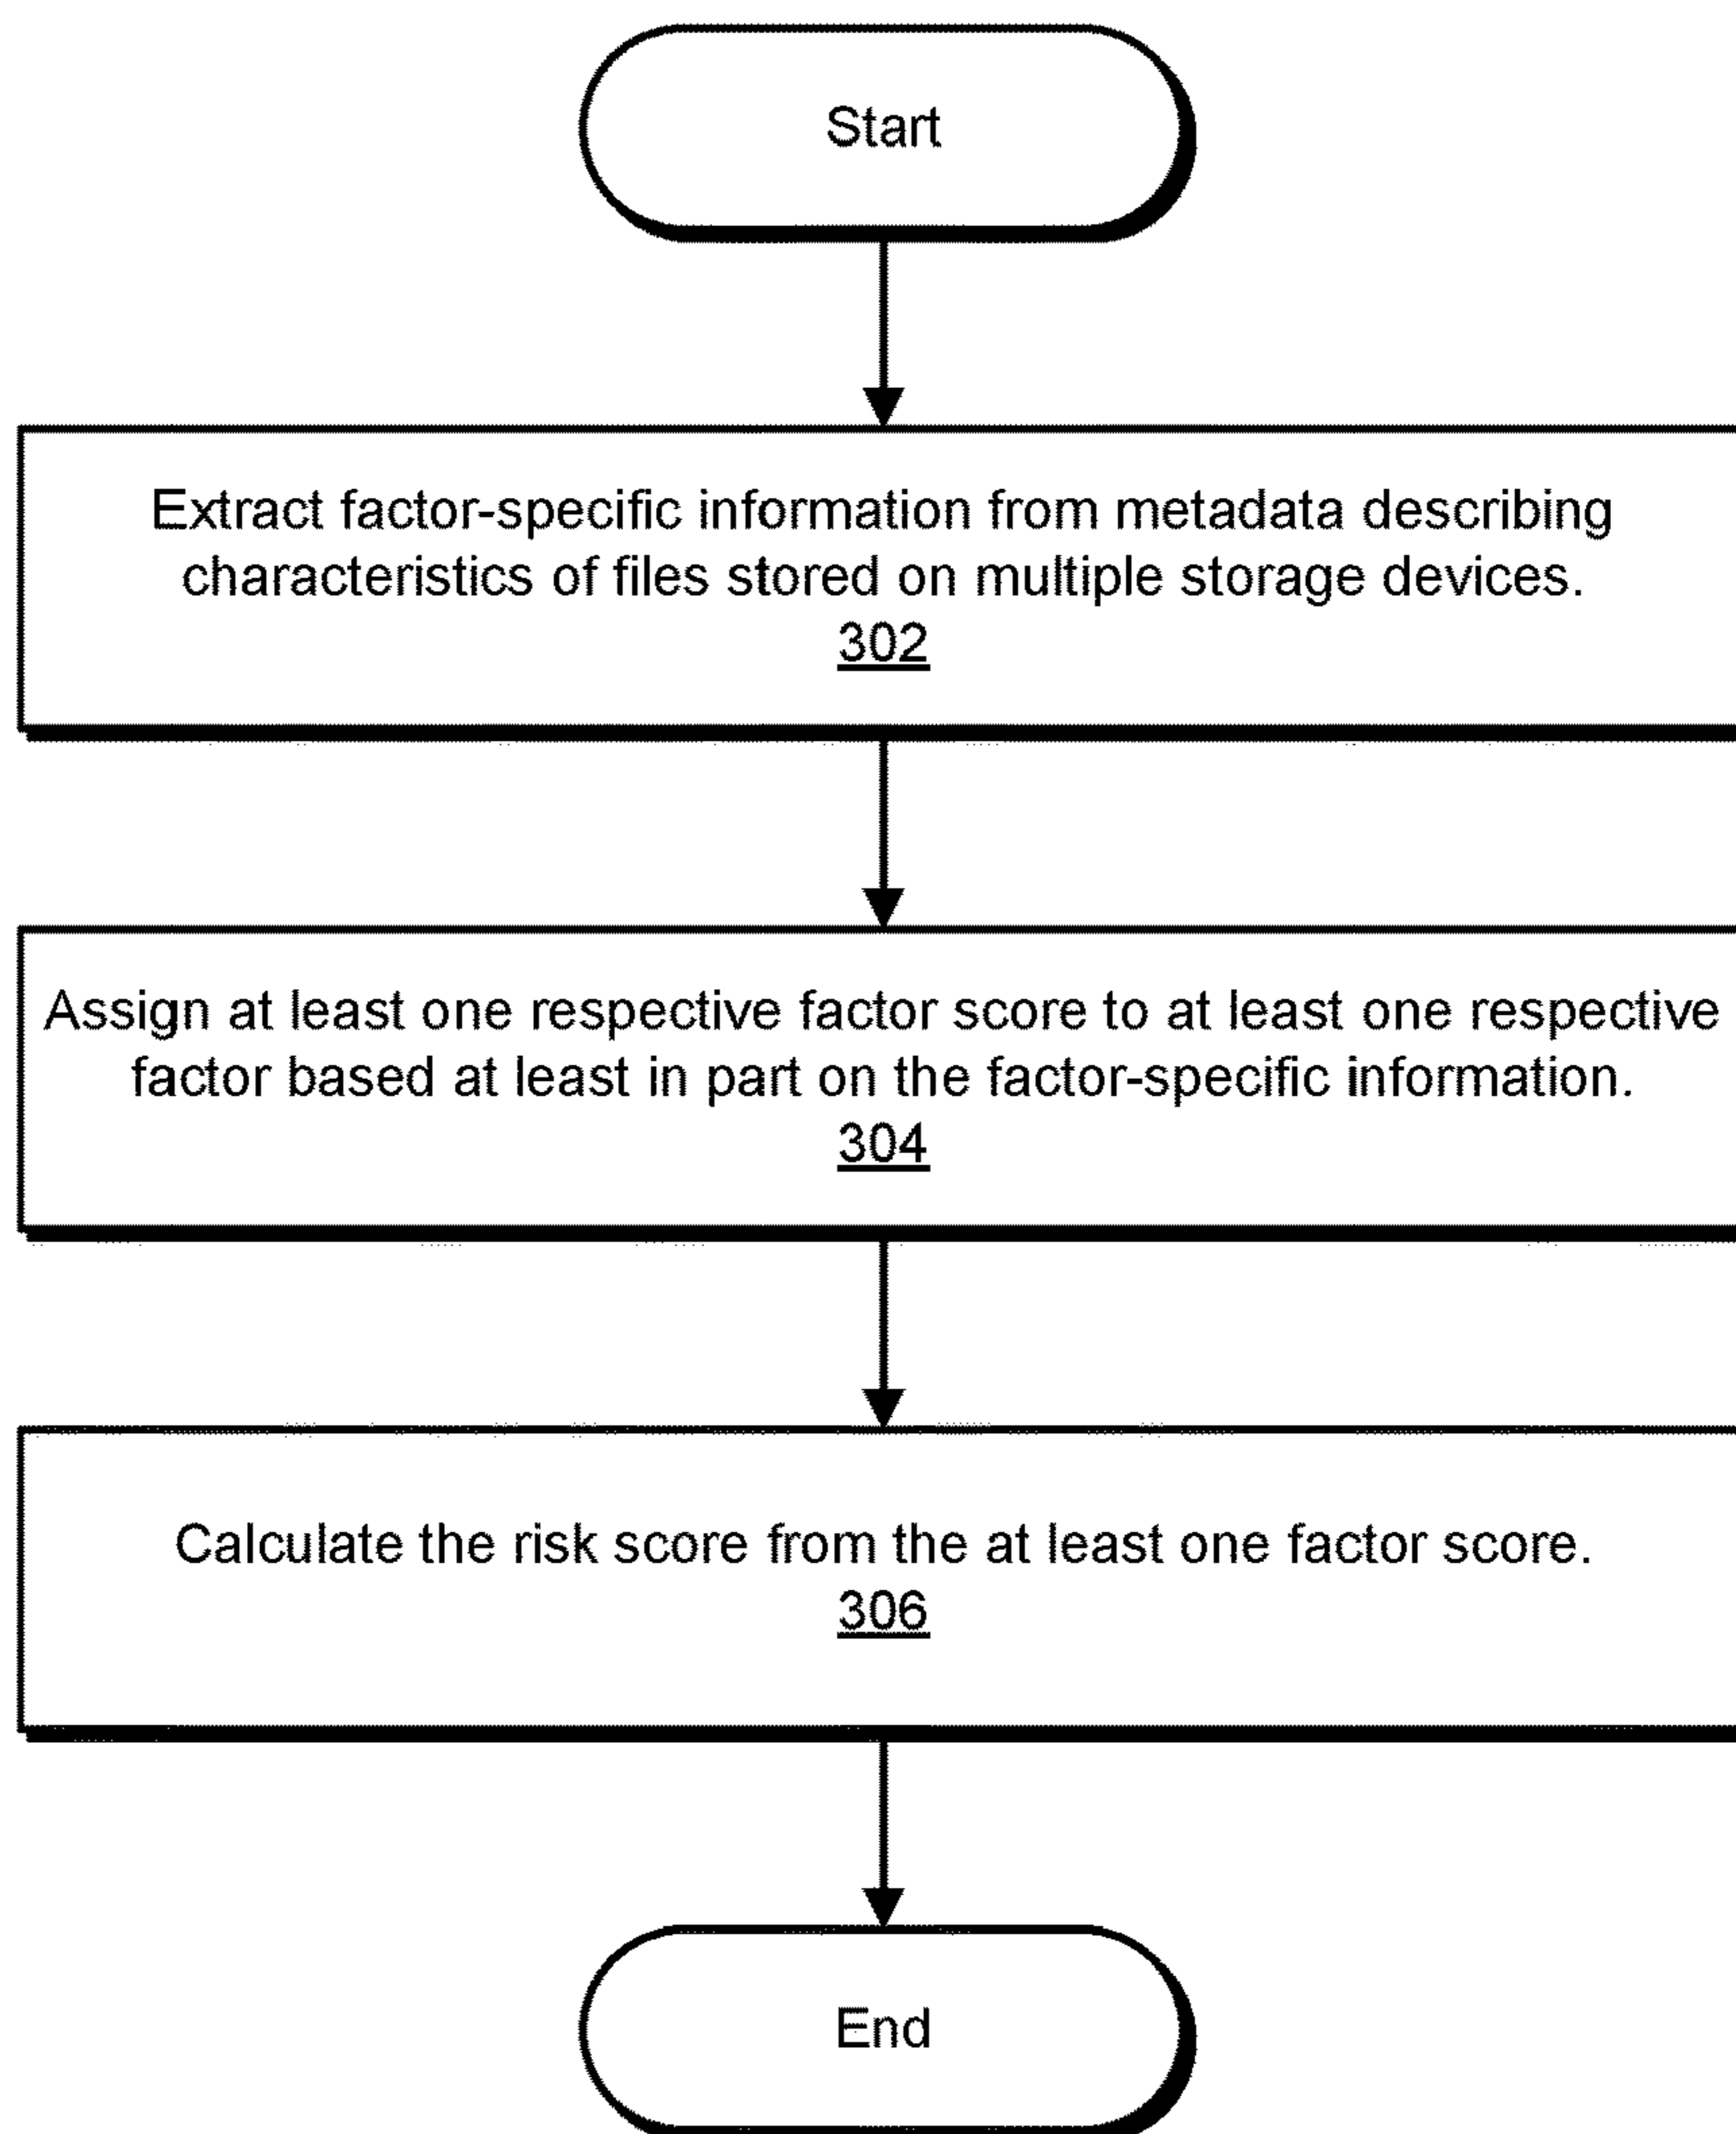 Start
Extract factor-specific information from metadata describing
characteristics of files stored on multiple storage devices.
302
Assign at least one respective factor score to at least one respective
factor based at least in part on the factor-specific information.
304
Calculate the risk score from the at least one factor score.
306
End